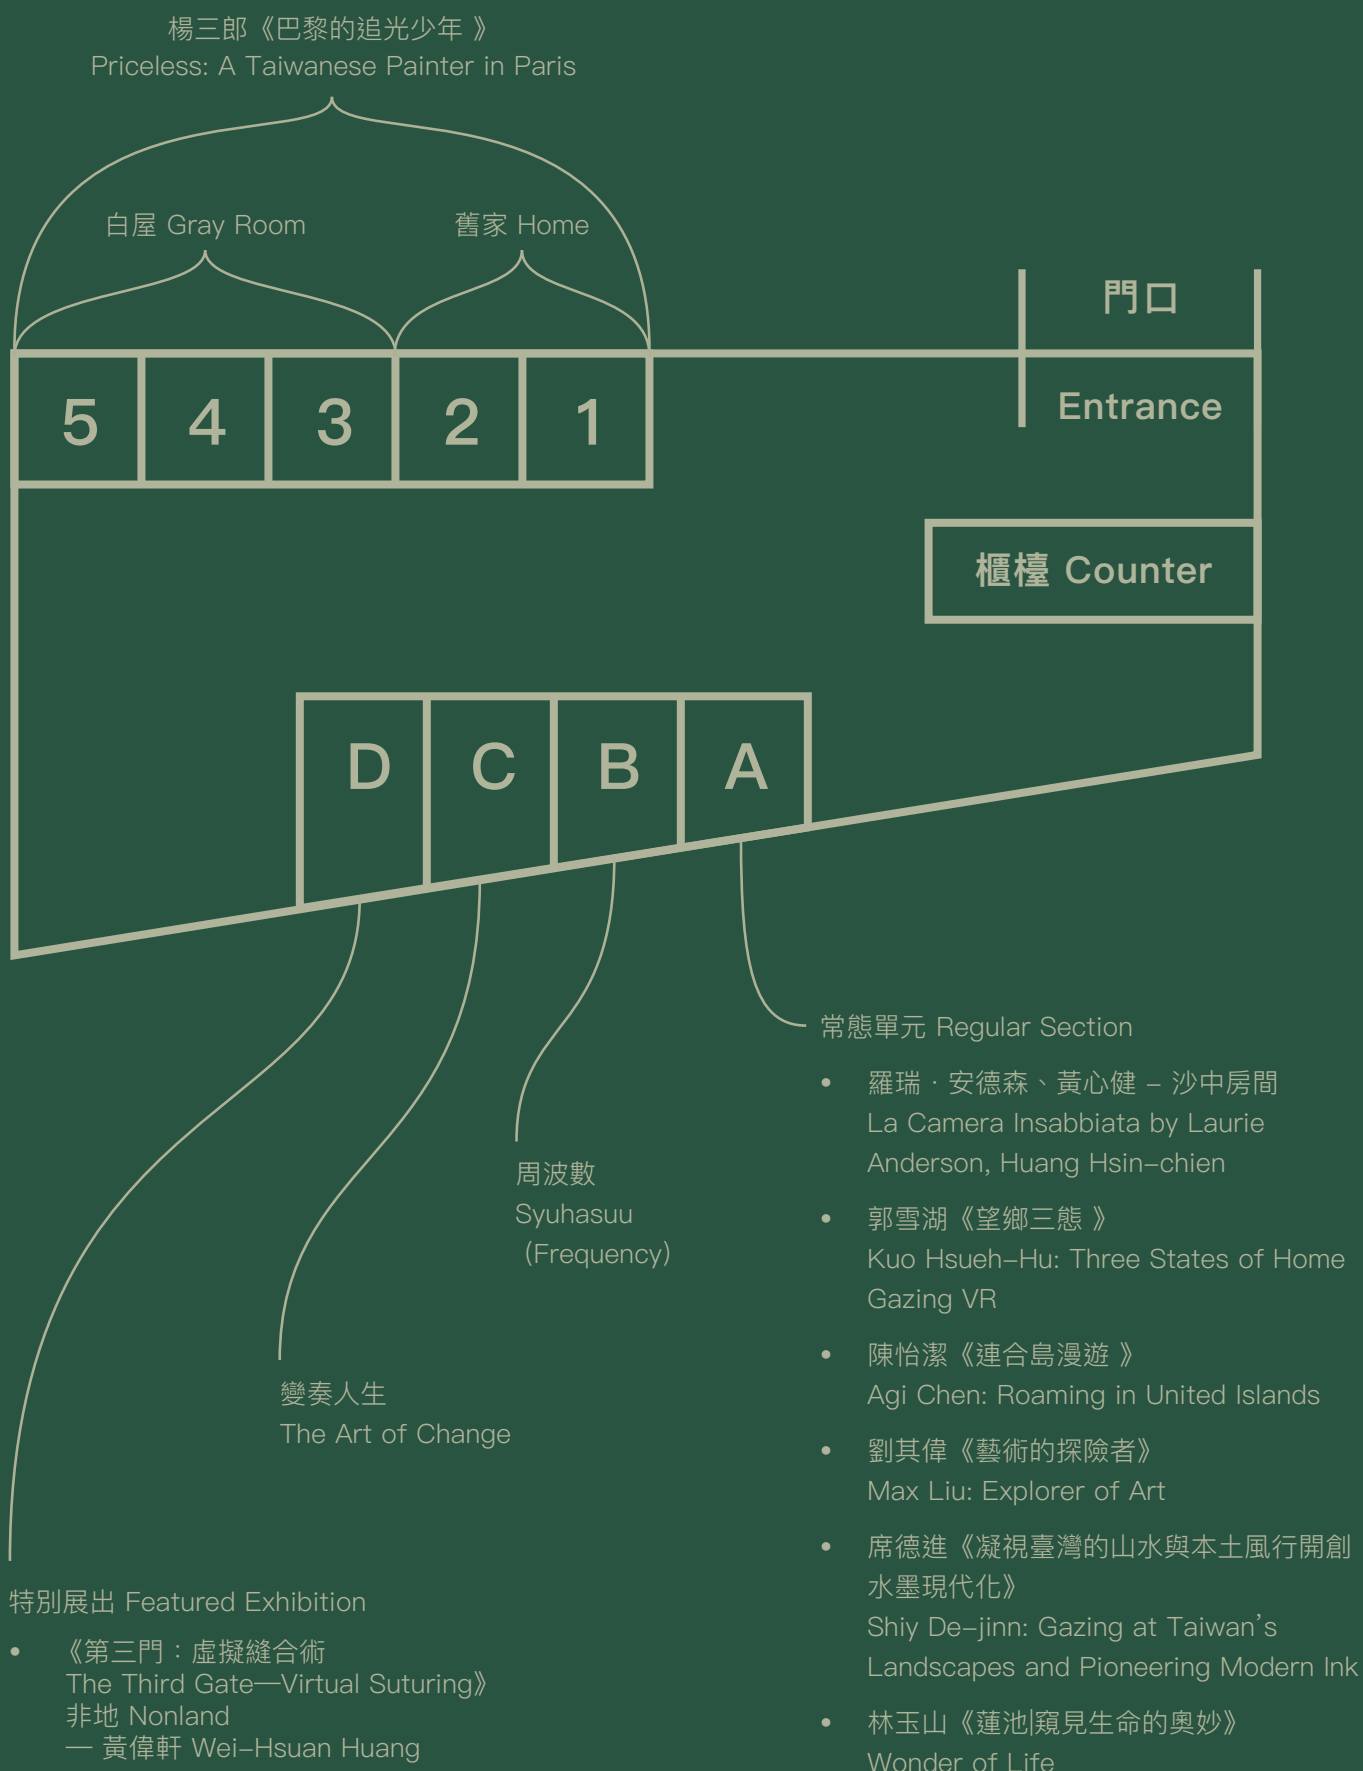 楊三郎《巴黎的追光少年 》
Priceless: A Taiwanese Painter in Paris
白屋 Gray Room
舊家 Home
門口
Entrance
5
4
3
2
1
櫃檯 Counter
D
C
B
A
常態單元 Regular Section
• 羅瑞 · 安德森、黃心健 – 沙中房間
La Camera Insabbiata by Laurie
Anderson, Huang Hsin–chien
• 郭雪湖《望鄉三態 》
Kuo Hsueh–Hu: Three States of Home
Gazing VR
• 陳怡潔《連合島漫遊 》
Agi Chen: Roaming in United Islands
• 劉其偉《藝術的探險者》
Max Liu: Explorer of Art
• 席德進《凝視臺灣的山水與本土風行開創
水墨現代化》
Shiy De–jinn: Gazing at Taiwan’s
Landscapes and Pioneering Modern Ink
• 林玉山《蓮池|窺見生命的奧妙》
Wonder of Life
周波數
Syuhasuu
（Frequency）
變奏人生
The Art of Change
特別展出 Featured Exhibition
• 《第三門：虛擬縫合術
The Third Gate—Virtual Suturing》
非地 Nonland
— 黃偉軒 Wei–Hsuan Huang